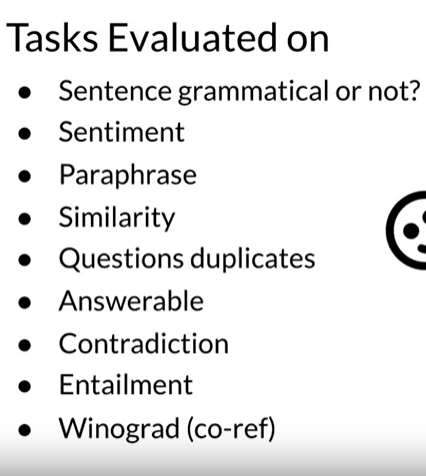 Tasks Evaluated on
● Sentence grammatical or not?
● Sentiment
● Paraphrase
● Similarity
● Questions duplicates
● Answerable
● Contradiction
● Entailment
● Winograd (co-ref)